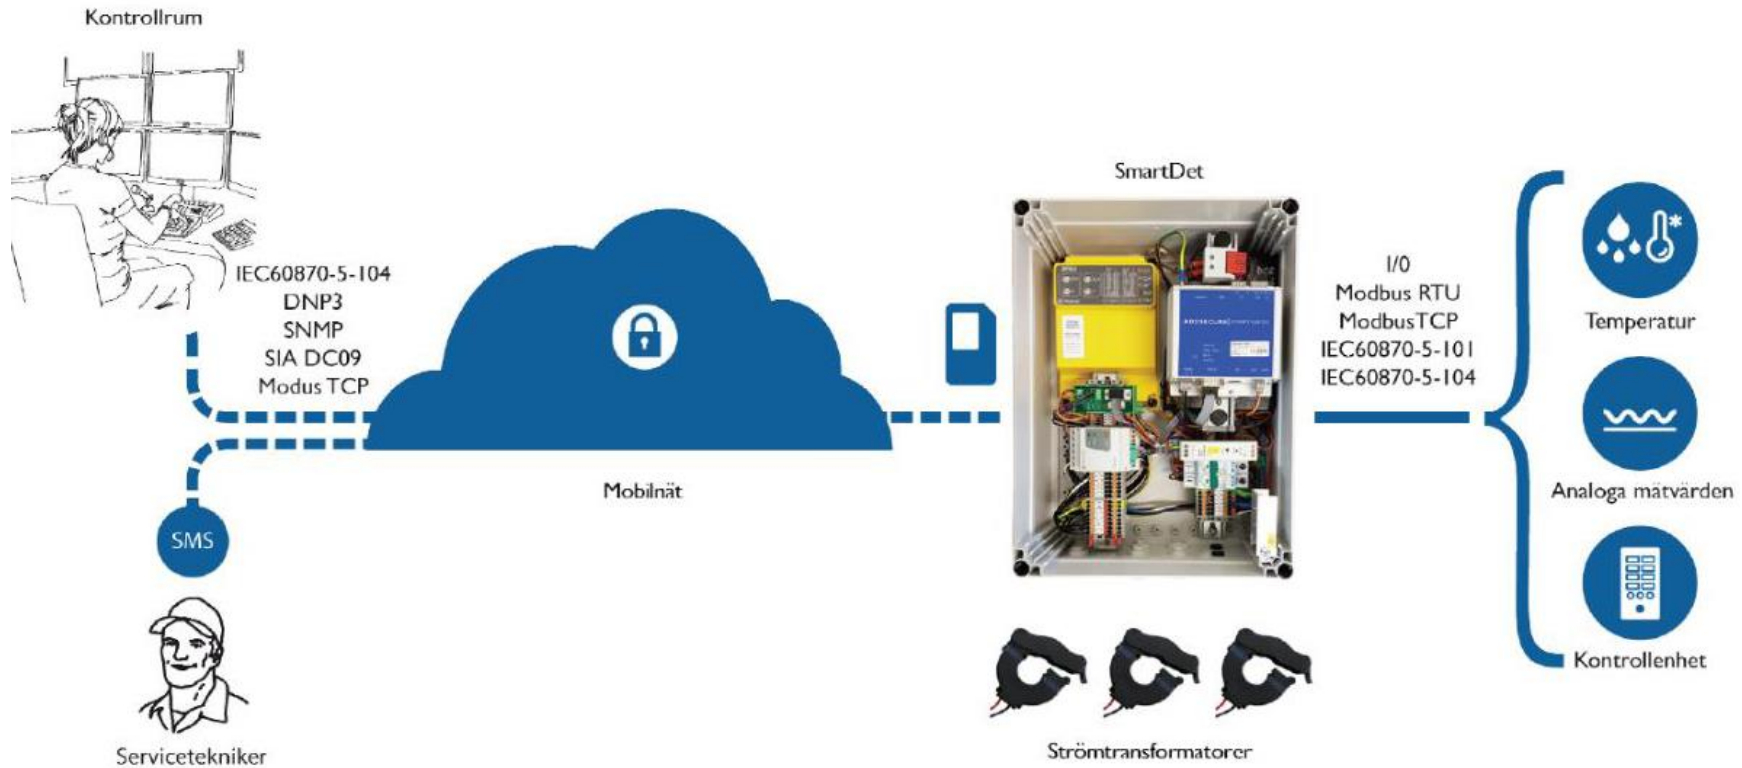 Kontrollrum
IEC60870-5-104
DNP3
SNMP
SIA DC09
Modus TCP
SMS
Servicetekniker
Mobilnät
SmartDet
Strömtransformatorer
I/0
Modbus RTU
ModbusTCP
IEC60870-5-101
IEC60870-5-104
Temperatur
Analoga mätvärden
Kontrollenhet